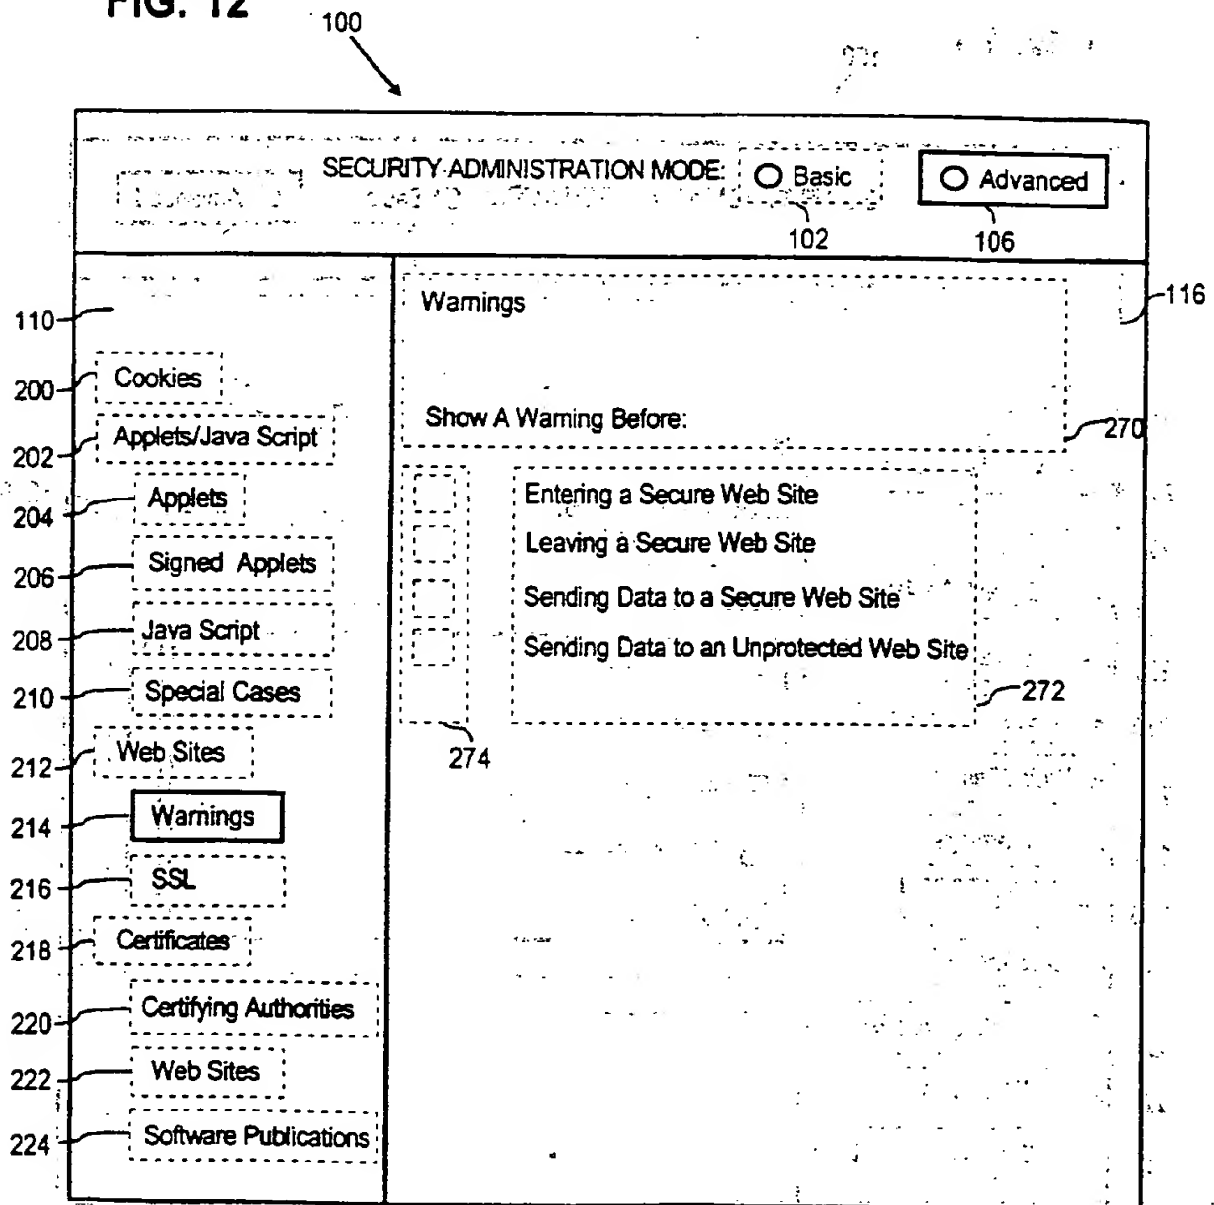 FIG. 12
100
SECURITY ADMINISTRATION MODE: Basic Advanced
102 106
110
116
Warnings
Show A Warning Before:
270
200 Cookies
202 Applets/Java Script
204 Applets
206 Signed Applets
208 Java Script
210 Special Cases
212 Web Sites
214 Warnings
216 SSL
218 Certificates
220 Certifying Authorities
222 Web Sites
224 Software Publications
Entering a Secure Web Site
Leaving a Secure Web Site
Sending Data to a Secure Web Site
Sending Data to an Unprotected Web Site
272
274